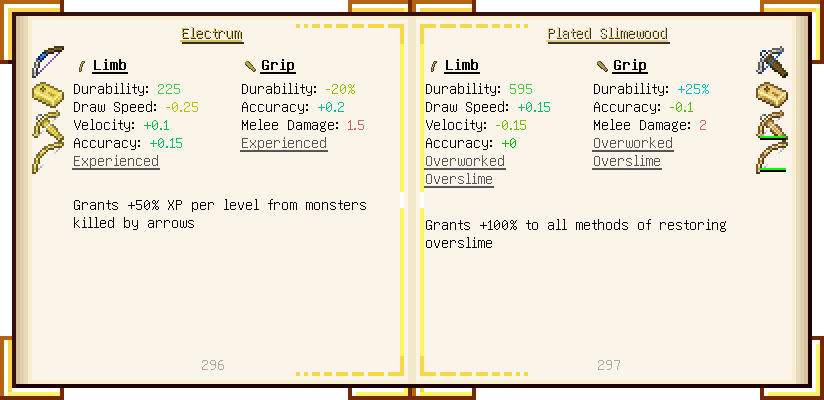 Electrum
Limb
Durability: 225
Draw Speed: -0.25
Velocity: +0.1
Accuracy: +0.15
Experienced
Grip
Durability: -20%
Accuracy: +0.2
Melee Damage: 1.5
Experienced
Grants +50% XP per level from monsters
killed by arrows
296
Plated Slimewood
Limb
Durability: 595
Draw Speed: +0.15
Velocity: -0.15
Accuracy: +0
Overworked
Overslime
Grip
Durability: +25%
Accuracy: -0.1
Melee Damage: 2
Overworked
Overslime
Grants +100% to all methods of restoring
overslime
297